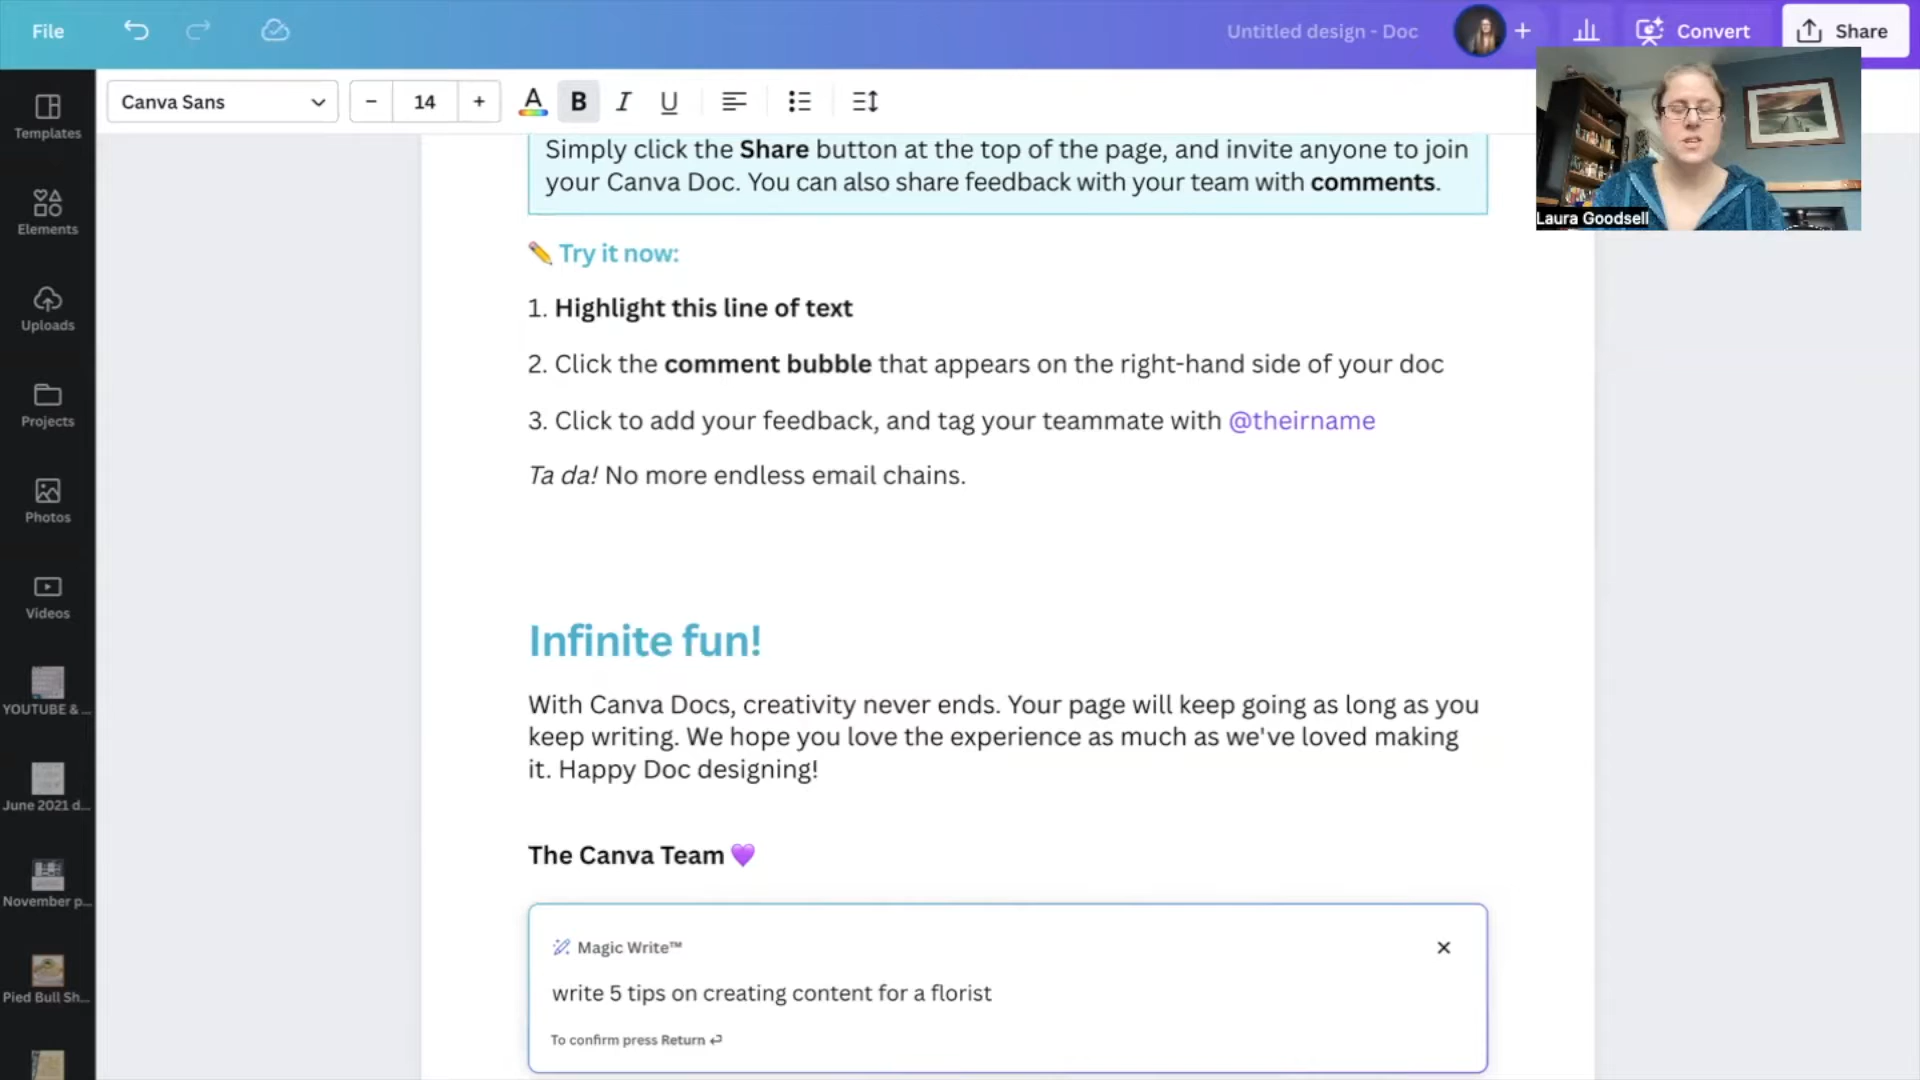 File
Untitled design - Doc
Convert
Share
Canva Sans
14
A
B
I
U
Templates
Elements
Uploads
Projects
Photos
Videos
YOUTUBE & ...
June 2021 d...
November p...
Pied Bull Sh...
Laura Goodsell
Simply click the Share button at the top of the page, and invite anyone to join
your Canva Doc. You can also share feedback with your team with comments.
Try it now:
1. Highlight this line of text
2. Click the comment bubble that appears on the right-hand side of your doc
3. Click to add your feedback, and tag your teammate with @theirname
Ta da! No more endless email chains.
Infinite fun!
With Canva Docs, creativity never ends. Your page will keep going as long as you
keep writing. We hope you love the experience as much as we've loved making
it. Happy Doc designing!
The Canva Team 💜
Magic Write™
write 5 tips on creating content for a florist
To confirm press Return ↵